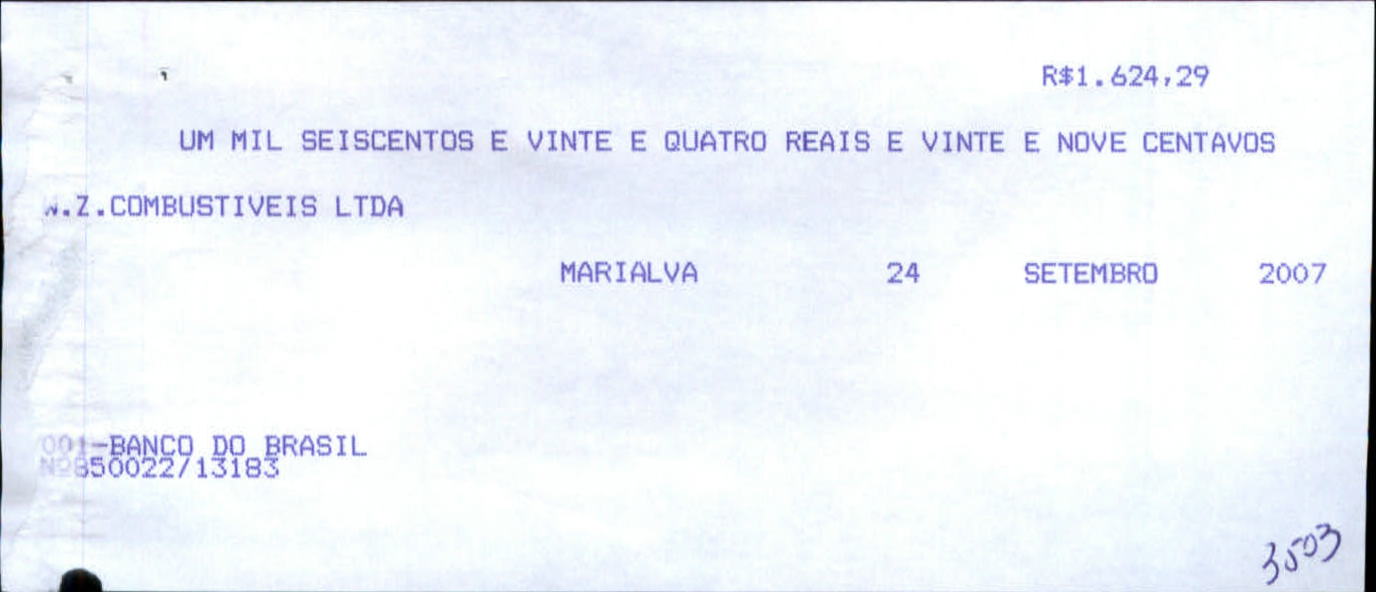 R$1.624,29
UM MIL SEISCENTOS E VINTE E QUATRO REAIS E VINTE E NOVE CENTAVOS
.Z.COMBUSTIVEIS LTDA
MARIALVA 24 SETEMBRO 2007
001-BANCO DO BRASIL
Nº850022/13183
3503